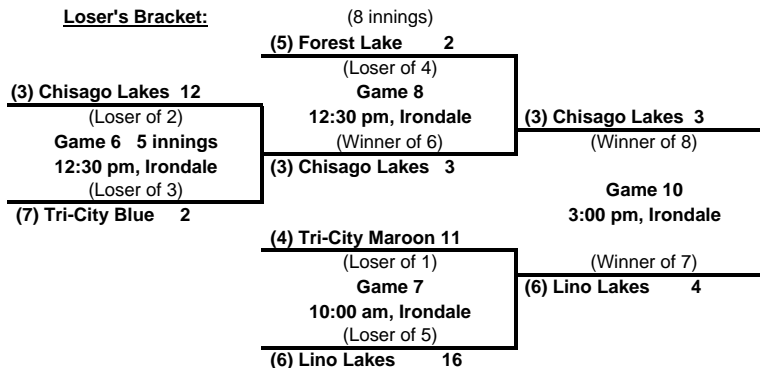 Loser's Bracket:
(8 innings)
(5) Forest Lake 2
(Loser of 4)
(3) Chisago Lakes 12
Game 8
(Loser of 2)
12:30 pm, Irondale
(3) Chisago Lakes 3
Game 6 5 innings
(Winner of 6)
(Winner of 8)
12:30 pm, Irondale
(3) Chisago Lakes 3
(Loser of 3)
Game 10
(7) Tri-City Blue 2
3:00 pm, Irondale
(4) Tri-City Maroon 11
(Loser of 1)
(Winner of 7)
Game 7
(6) Lino Lakes 4
10:00 am, Irondale
(Loser of 5)
(6) Lino Lakes 16